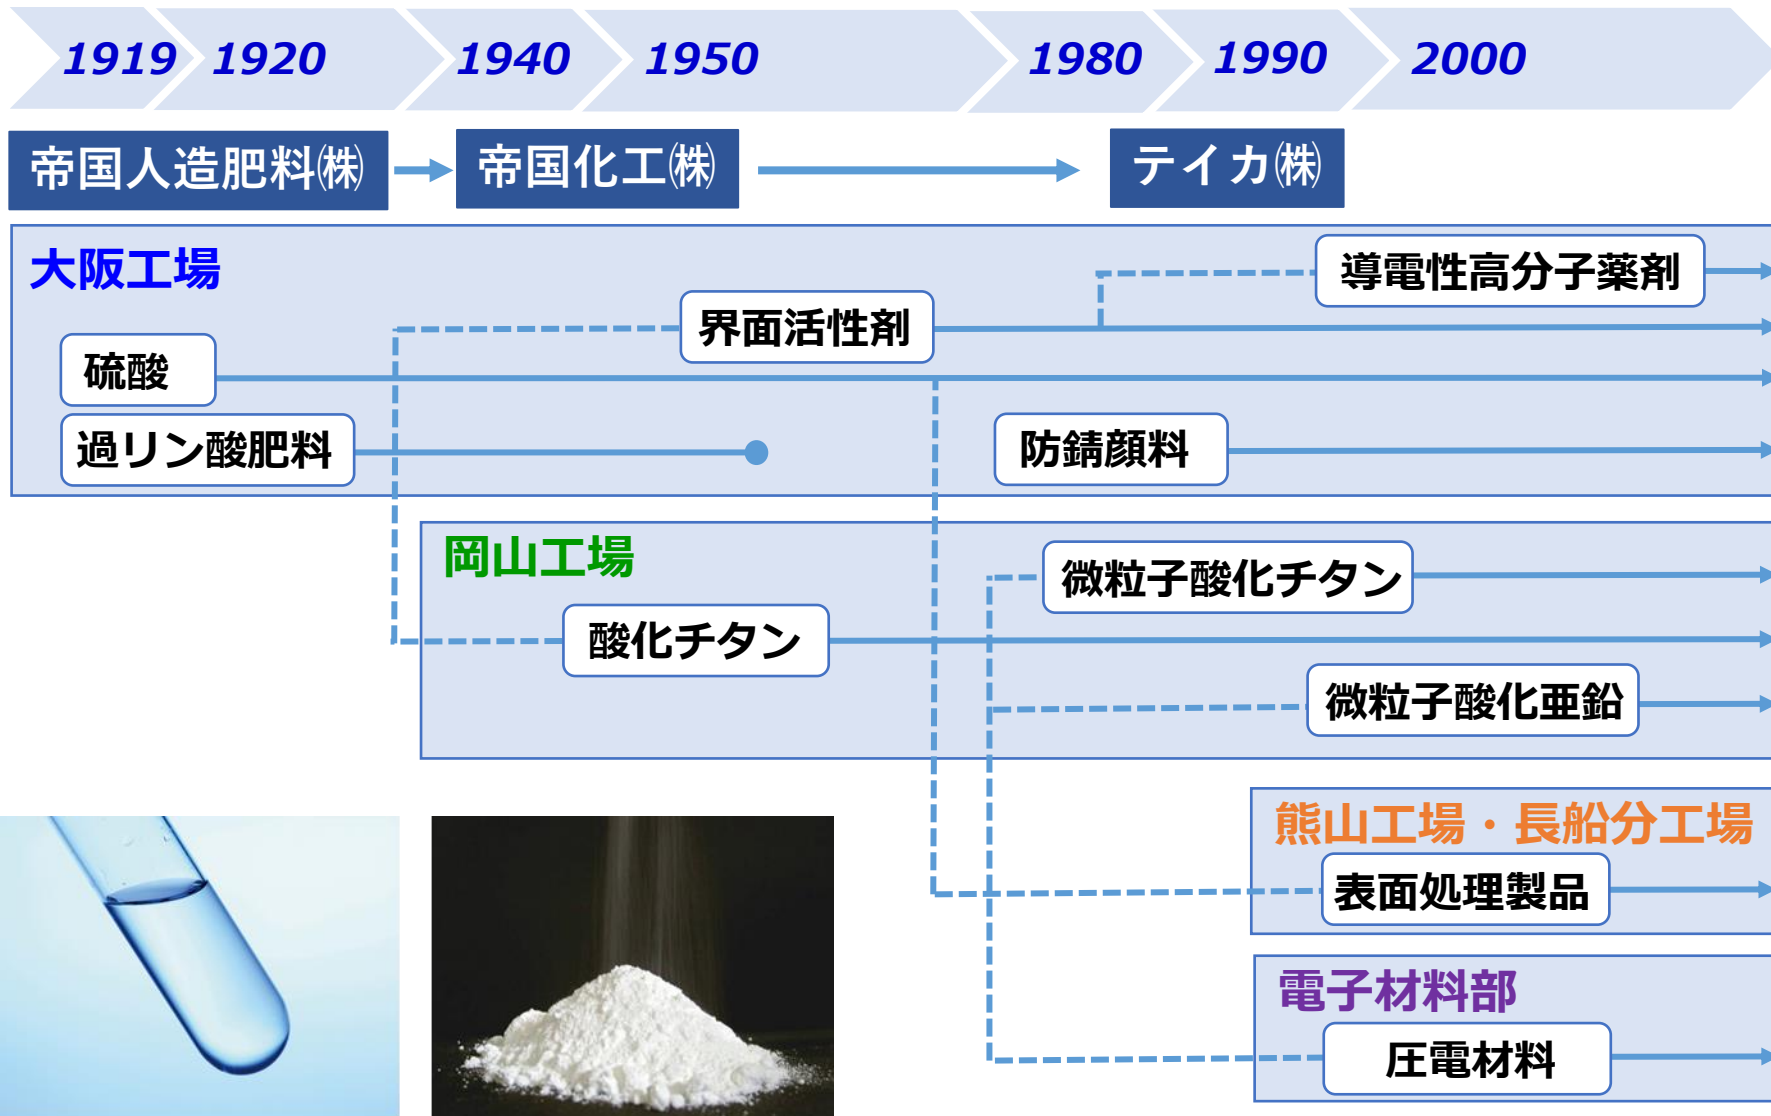 1919 1920 1940 1950 1980 1990 2000
帝国人造肥料㈱ 帝国化工㈱ テイカ㈱
大阪工場
導電性高分子薬剤
界面活性剤
硫酸
過リン酸肥料 防錆顔料
岡山工場
微粒子酸化チタン
酸化チタン
微粒子酸化亜鉛
熊山工場・長船分工場
表面処理製品
電子材料部
圧電材料